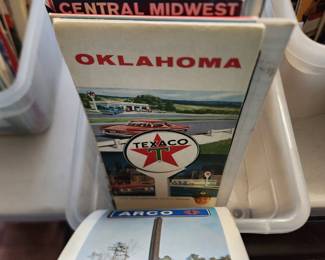 CENTRAL MIDWEST
OKLAHOMA
TEXACO
T
ARCO